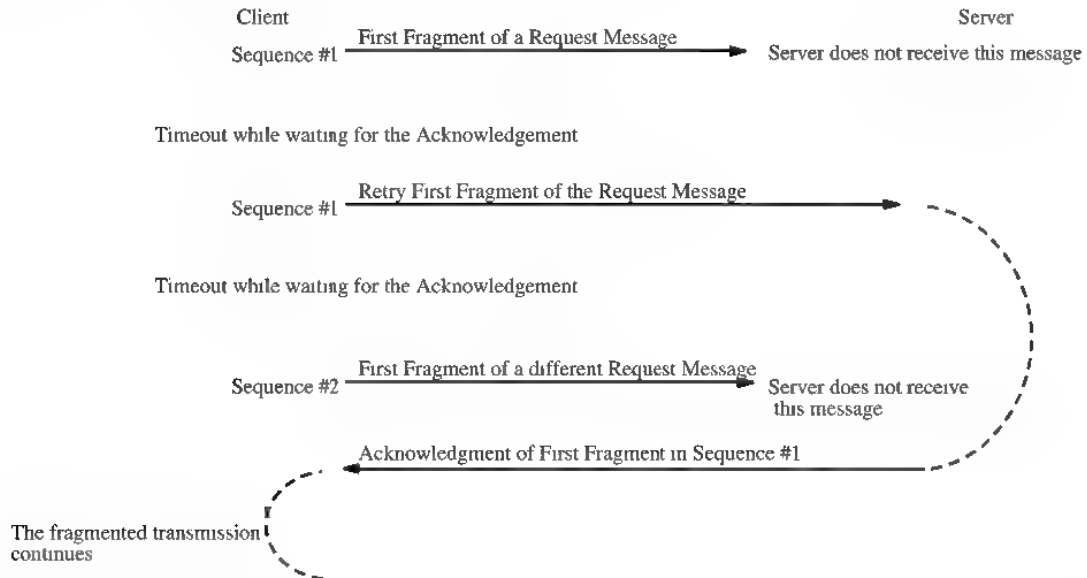 Client
Server
First Fragment of a Request Message
Sequence #1
Server does not receive this message
Timeout while waiting for the Acknowledgement
Retry First Fragment of the Request Message
Sequence #1
Timeout while waiting for the Acknowledgement
First Fragment of a different Request Message
Sequence #2
Server does not receive
this message
Acknowledgment of First Fragment in Sequence #1
The fragmented transmission
continues